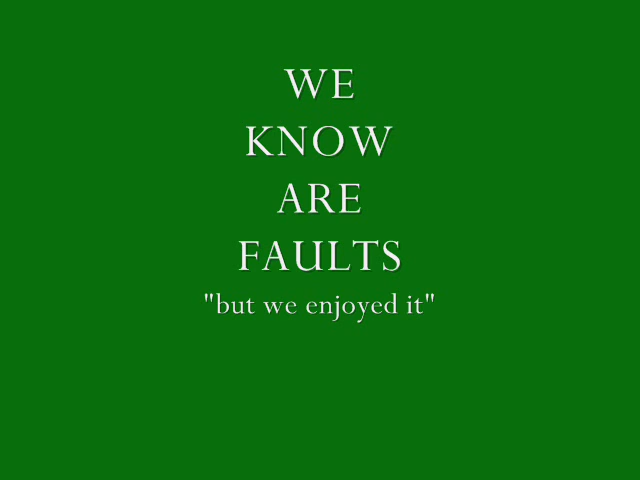 WE
KNOW
ARE
FAULTS
"but we enjoyed it"